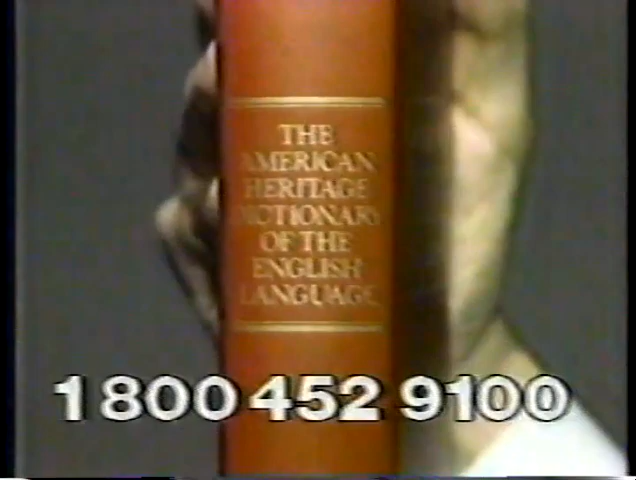 THE
AMERICAN
HERITAGE
DICTIONARY
OF THE
ENGLISH
LANGUAGE
1 800 452 9100